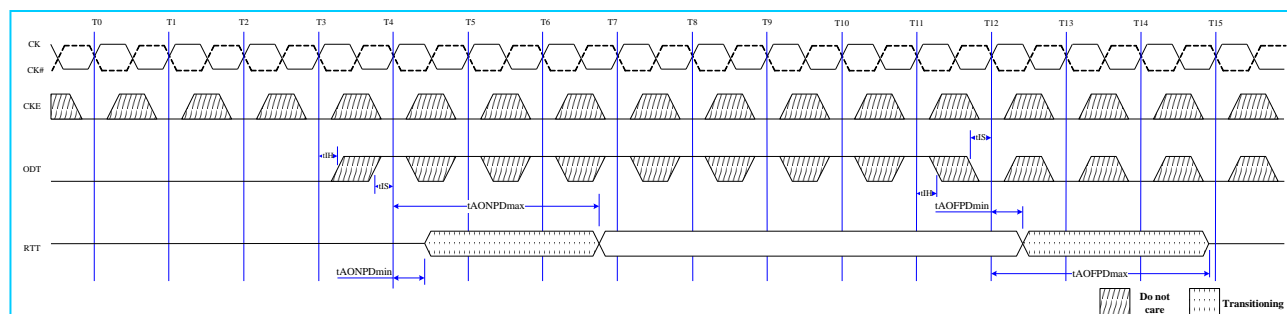 T0 T1 T2 T3 T4 T5 T6 T7 T8 T9 T10 T11 T12 T13 T14 T15
CK
CK#
CKE
tIS
tIH
ODT
tIS
tIH
tAONPDmax
tAOFPDmin
RTT
tAONPDmin
tAOFPDmax
Do not care
Transitioning